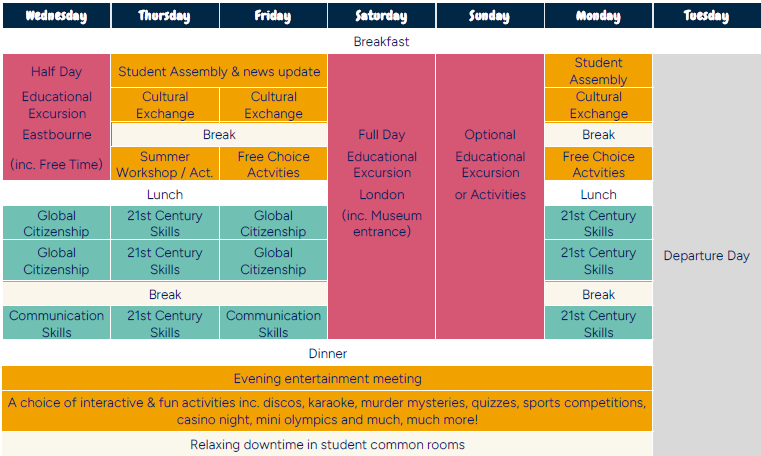 Wednesday Thursday Friday Saturday Sunday Monday Tuesday
Breakfast
Half Day
Educational
Excursion
Eastbourne
(inc. Free Time)
Student Assembly & news update
Cultural
Exchange
Cultural
Exchange
Break
Summer
Workshop / Act.
Free Choice
Actvities
Full Day
Educational
Excursion
London
(inc. Museum
entrance)
Optional
Educational
Excursion
or Activities
Student
Assembly
Cultural
Exchange
Break
Free Choice
Actvities
Lunch
Lunch
Global
Citizenship
21st Century
Skills
Global
Citizenship
21st Century
Skills
Global
Citizenship
21st Century
Skills
Global
Citizenship
21st Century
Skills
Departure Day
Break
Break
Communication
Skills
21st Century
Skills
Communication
Skills
21st Century
Skills
Dinner
Evening entertainment meeting
A choice of interactive & fun activities inc. discos, karaoke, murder mysteries, quizzes, sports competitions,
casino night, mini olympics and much, much more!
Relaxing downtime in student common rooms